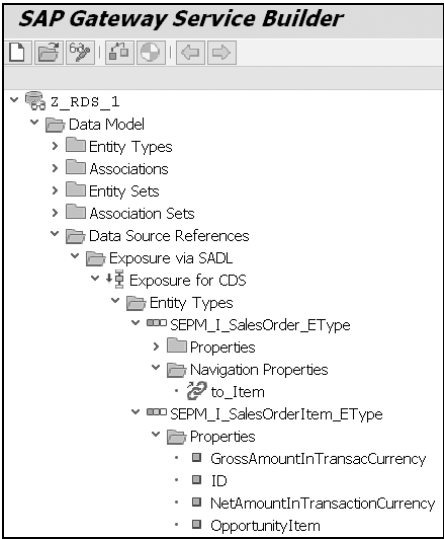 SAP Gateway Service Builder
Z_RDS_1
Data Model
Entity Types
Associations
Entity Sets
Association Sets
Data Source References
Exposure via SADL
Exposure for CDS
Entity Types
SEPM_I_SalesOrder_EType
Properties
Navigation Properties
to_Item
SEPM_I_SalesOrderItem_EType
Properties
GrossAmountInTransacCurrency
ID
NetAmountInTransactionCurrency
OpportunityItem